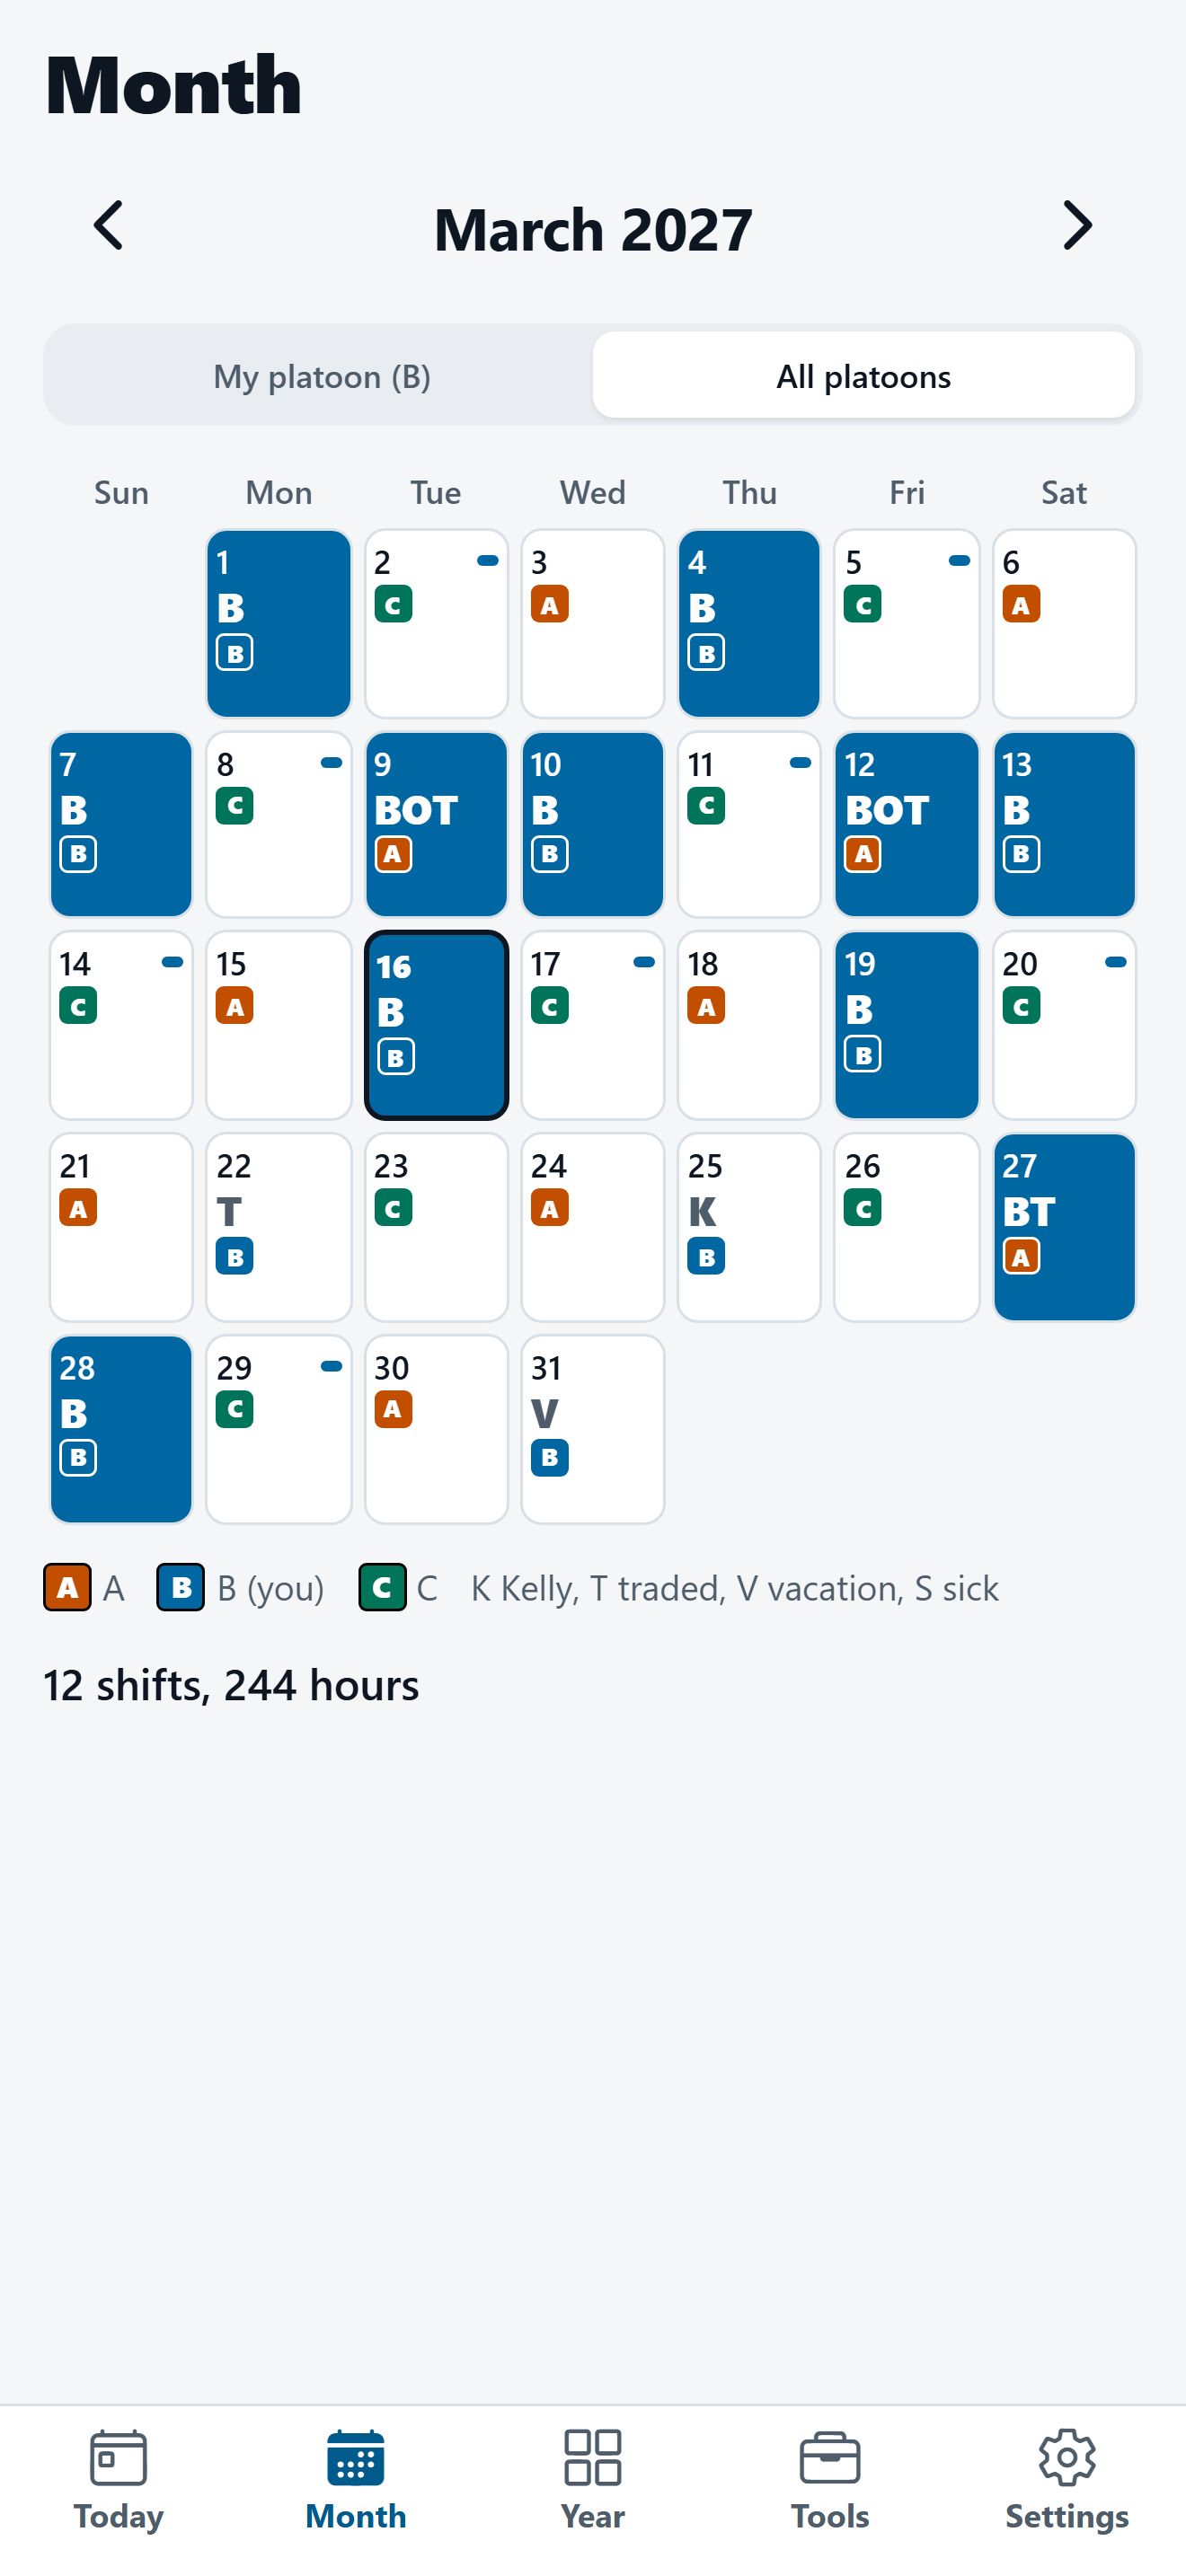 Month
March 2027
My platoon (B) All platoons
Sun Mon Tue Wed Thu Fri Sat
1 2 3 4 5 6
B C A B C A
B B
7 8 9 10 11 12 13
B C BOT B C BOT B
B A B A B
14 15 16 17 18 19 20
C A B C A B C
B B
21 22 23 24 25 26 27
A T C A K C BT
B B A
28 29 30 31
B C A V
B B
A A B B (you) C C K Kelly, T traded, V vacation, S sick
12 shifts, 244 hours
Today Month Year Tools Settings